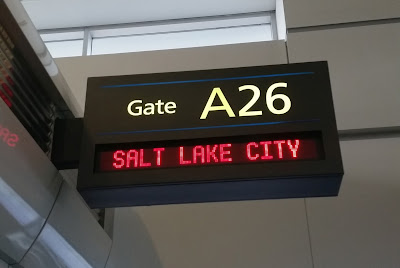 Gate A26
SALT LAKE CITY